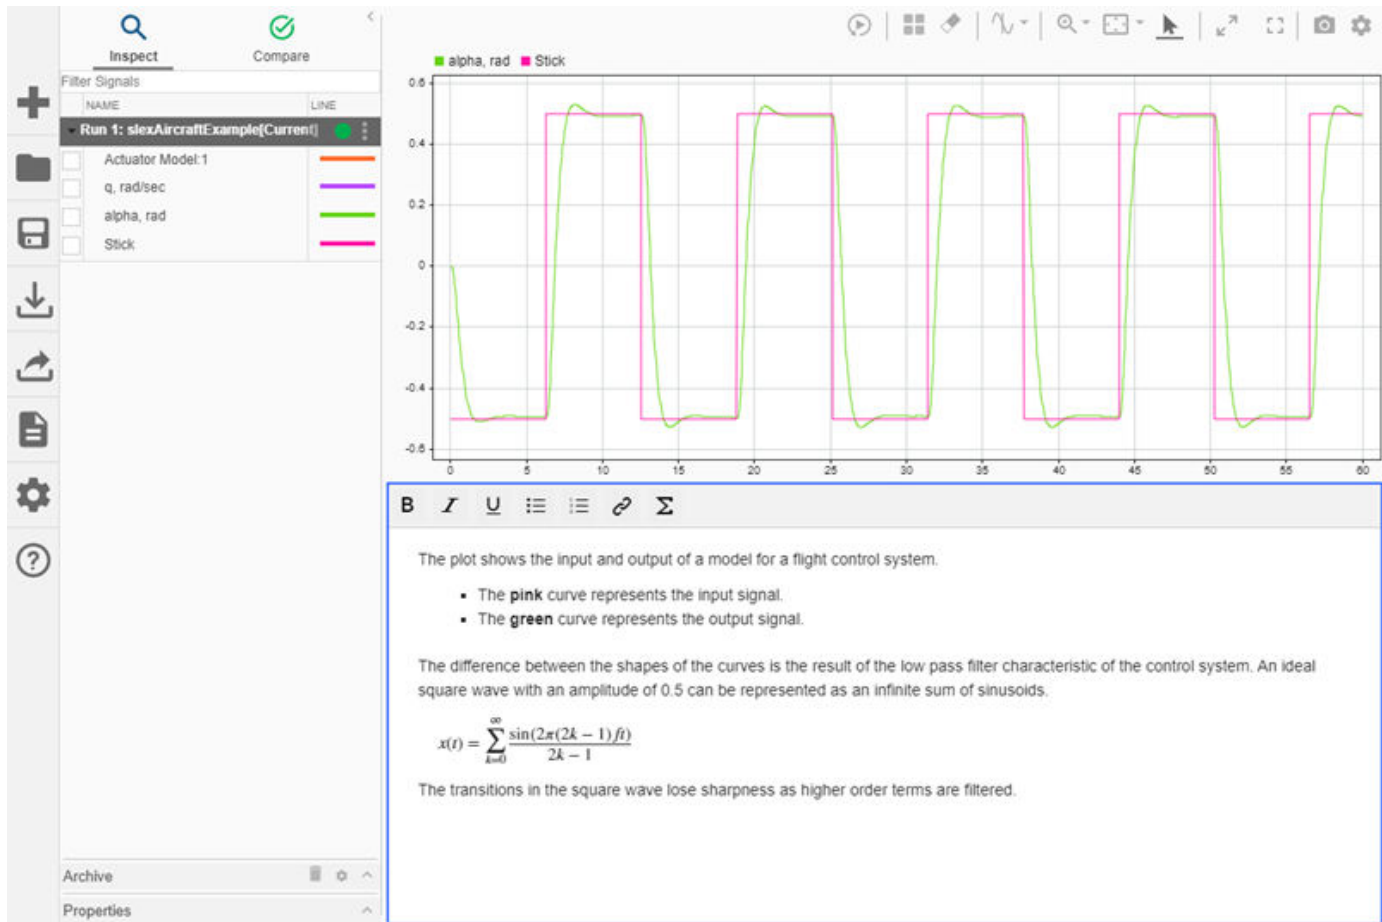 Inspect
Compare
Filter Signals
NAME LINE
Run 1: slexAircraftExample[Current]
Actuator Model:1
q, rad/sec
alpha, rad
Stick
Archive
Properties
alpha, rad Stick
0.6
0.4
0.2
0
-0.2
-0.4
-0.6
0 5 10 15 20 25 30 35 40 45 50 55 60
B I U Σ
The plot shows the input and output of a model for a flight control system.
▪ The pink curve represents the input signal.
▪ The green curve represents the output signal.
The difference between the shapes of the curves is the result of the low pass filter characteristic of the control system. An ideal
square wave with an amplitude of 0.5 can be represented as an infinite sum of sinusoids.
x(t) = ∑_{k=0}^{∞} sin(2π(2k − 1)ft) / (2k − 1)
The transitions in the square wave lose sharpness as higher order terms are filtered.